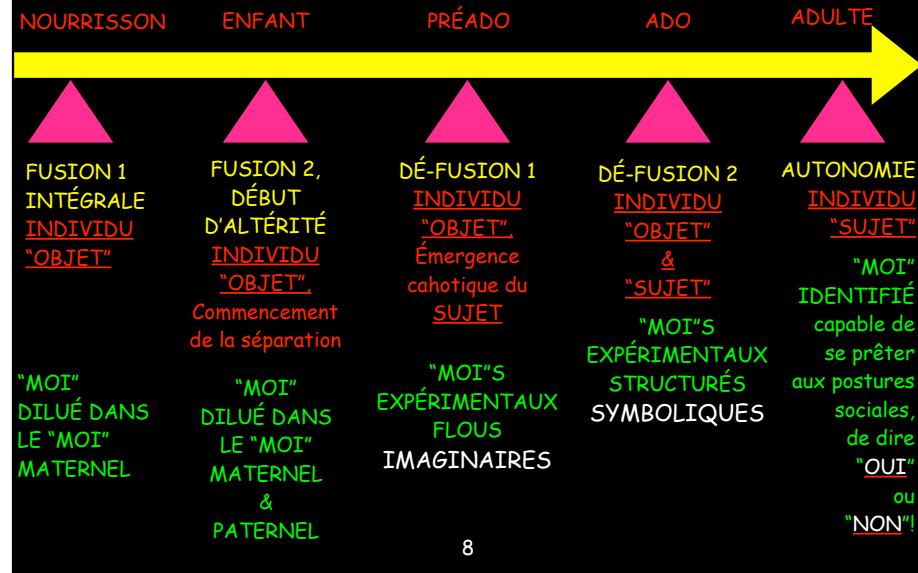 NOURRISSON
ENFANT
PRÉADO
ADO
ADULTE
FUSION 1
INTÉGRALE
INDIVIDU
"OBJET"
"MOI"
DILUÉ DANS
LE "MOI"
MATERNEL
FUSION 2,
DÉBUT
D'ALTÉRITÉ
INDIVIDU
"OBJET",
Commencement
de la séparation
"MOI"
DILUÉ DANS
LE "MOI"
MATERNEL
&
PATERNEL
DÉ-FUSION 1
INDIVIDU
"OBJET",
Émergence
cahotique du
SUJET
"MOI"S
EXPÉRIMENTAUX
FLOUS
IMAGINAIRES
DÉ-FUSION 2
INDIVIDU
"OBJET"
&
"SUJET"
"MOI"S
EXPÉRIMENTAUX
STRUCTURÉS
SYMBOLIQUES
AUTONOMIE
INDIVIDU
"SUJET"
"MOI"
IDENTIFIÉ
capable de
se prêter
aux postures
sociales,
de dire
"OUI"
ou
"NON"!
8